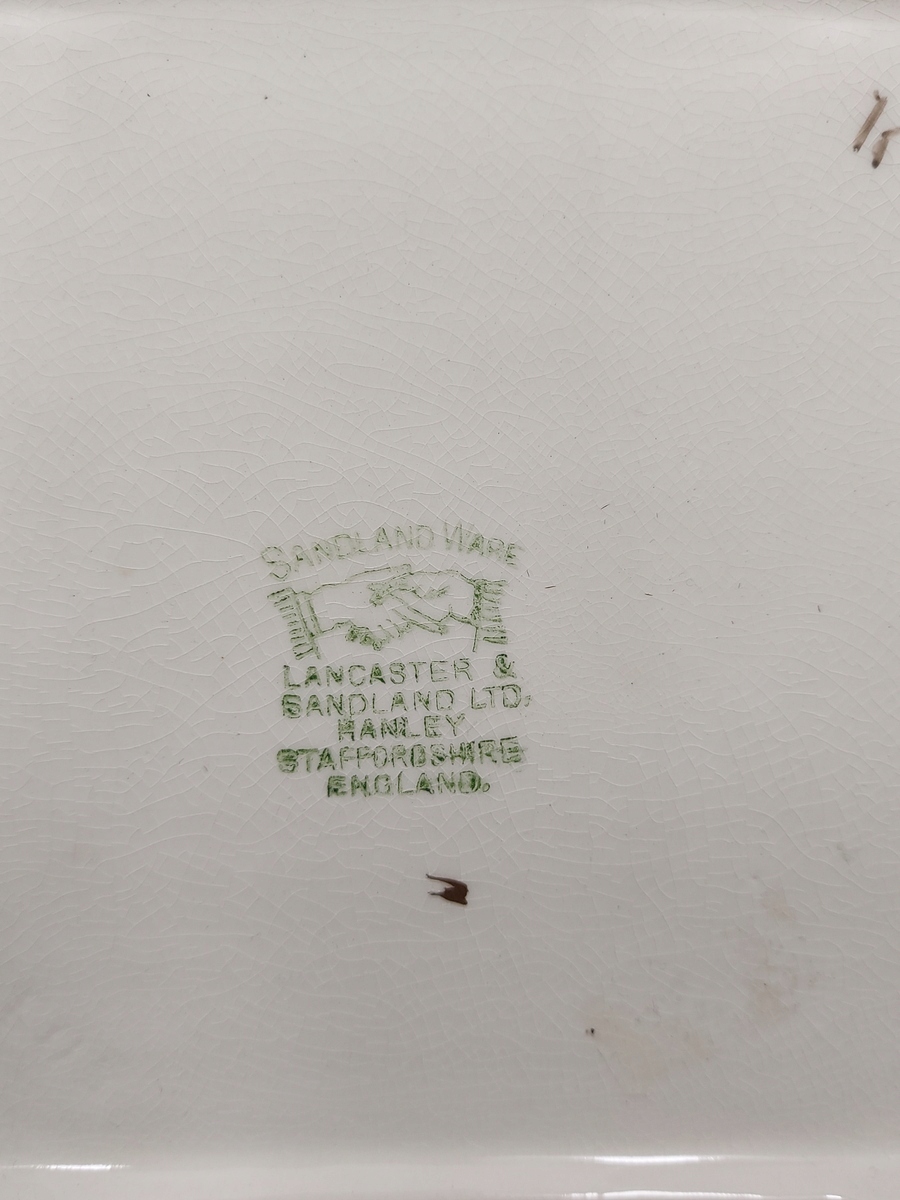 SANDLAND WARE
LANCASTER &
SANDLAND LTD.
HANLEY
STAFFORDSHIRE
ENGLAND.